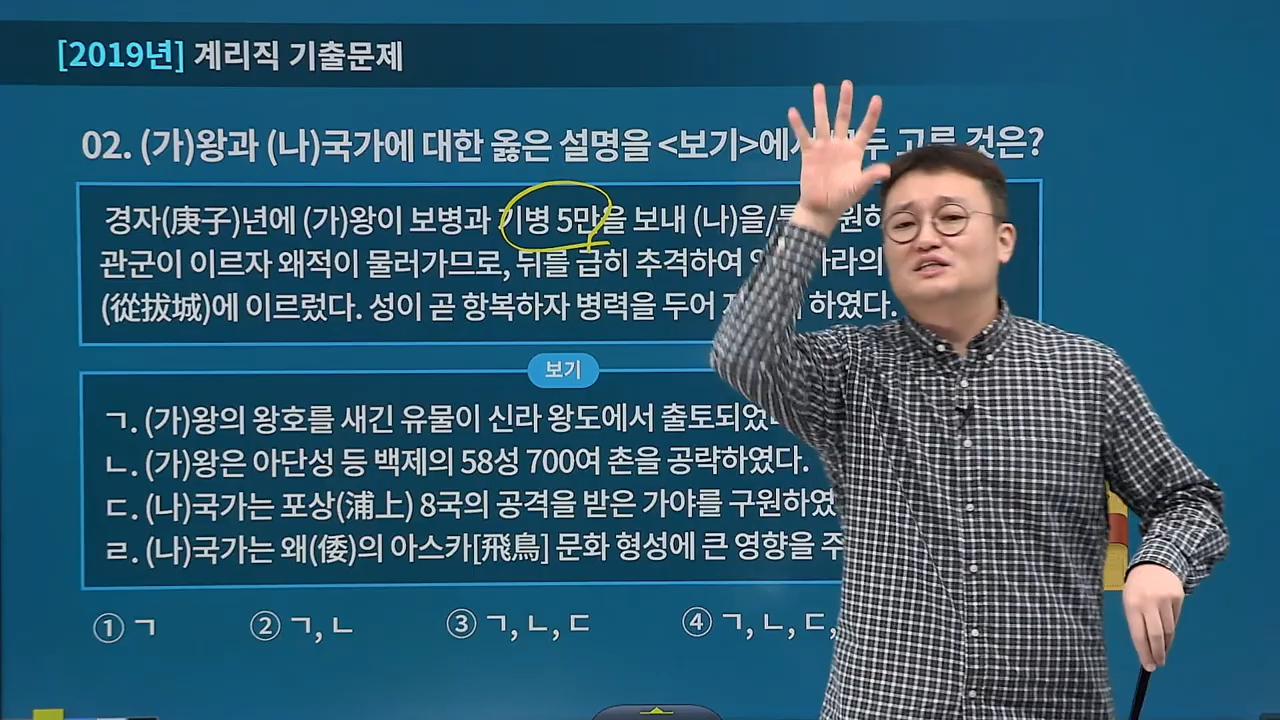 [2019년] 계리직 기출문제
02. (가)왕과 (나)국가에 대한 옳은 설명을 <보기>에서 모두 고른 것은?
경자(庚子)년에 (가)왕이 보병과 기병 5만을 보내 (나)을/를
관군이 이르자 왜적이 물러가므로, 뒤를 급히 추격하여
(從拔城)에 이르렀다. 성이 곧 항복하자 병력을 두어 하였다.
보기
ㄱ. (가)왕의 왕호를 새긴 유물이 신라 왕도에서
ㄴ. (가)왕은 아단성 등 백제의 58성 700여 촌을 공략하였다.
ㄷ. (나)국가는 포상(浦上) 8국의 공격을 받은 가야를
ㄹ. (나)국가는 왜(倭)의 아스카[飛鳥] 문화 형성에 큰 영향을
① ㄱ ② ㄱ, ㄴ ③ ㄱ, ㄴ, ㄷ ④ ㄱ, ㄴ, ㄷ,